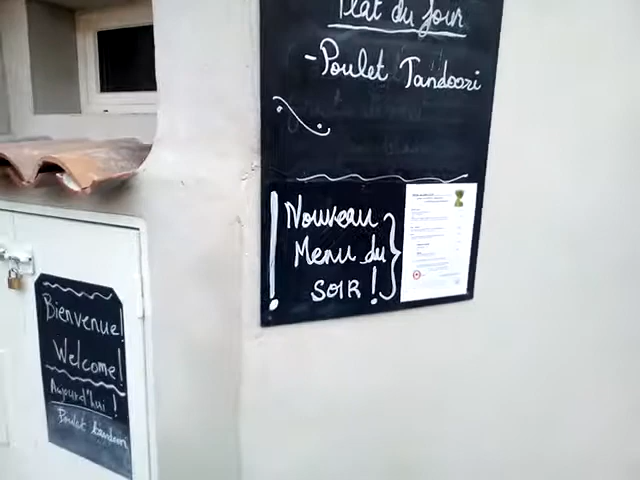 Plat du jour
- Poulet Tandoori
! Nouveau
Menu du
SOIR !
Bienvenue !
Welcome !
Aujourd'hui !
Poulet tandoori